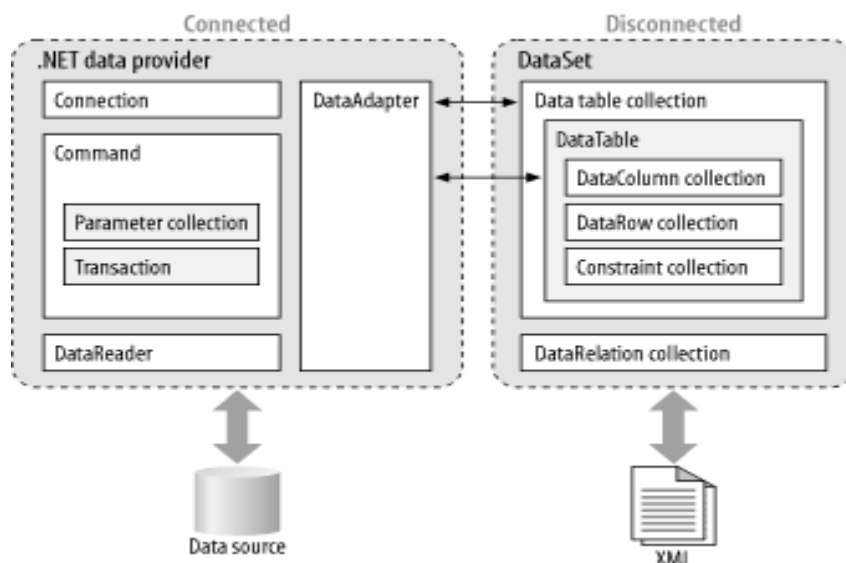 Connected
Disconnected
.NET data provider
Connection
Command
Parameter collection
Transaction
DataReader
DataAdapter
DataSet
Data table collection
DataTable
DataColumn collection
DataRow collection
Constraint collection
DataRelation collection
Data source
XML